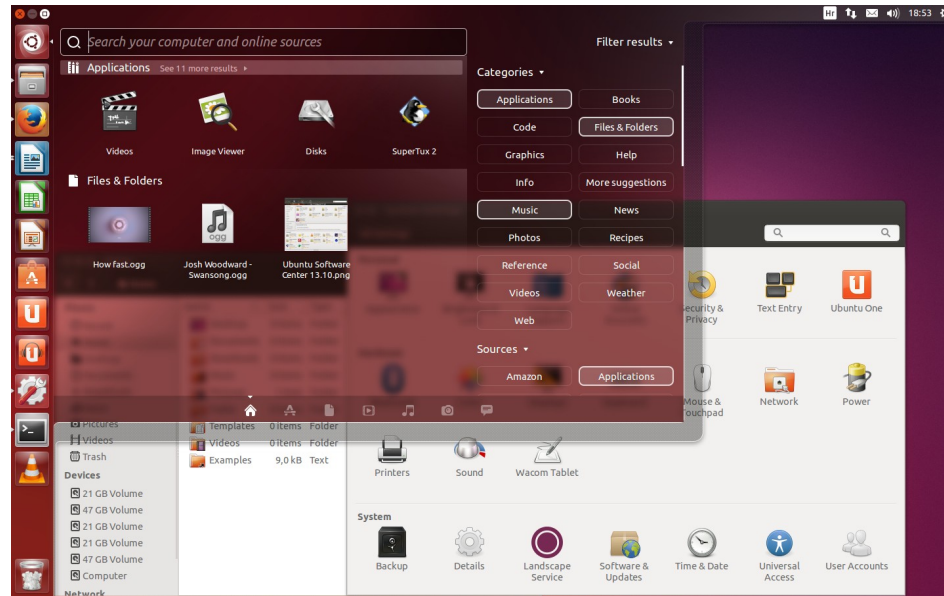 Hr
18:53
Search your computer and online sources
Filter results
Applications See 11 more results
Videos
Image Viewer
Disks
SuperTux 2
Files & Folders
How fast.ogg
ogg
Josh Woodward -
Swansong.ogg
Ubuntu Software
Center 13.10.png
Categories
Applications
Books
Code
Files & Folders
Graphics
Help
Info
More suggestions
Music
News
Photos
Recipes
Reference
Social
Videos
Weather
Web
Sources
Amazon
Applications
Security &
Privacy
Text Entry
Ubuntu One
Mouse &
Touchpad
Network
Power
Pictures
Videos
Trash
Devices
21 GB Volume
47 GB Volume
21 GB Volume
21 GB Volume
47 GB Volume
Computer
Network
Templates 0 items Folder
Videos 0 items Folder
Examples 9,0 kB Text
Printers
Sound
Wacom Tablet
System
Backup
Details
Landscape
Service
Software &
Updates
Time & Date
Universal
Access
User Accounts